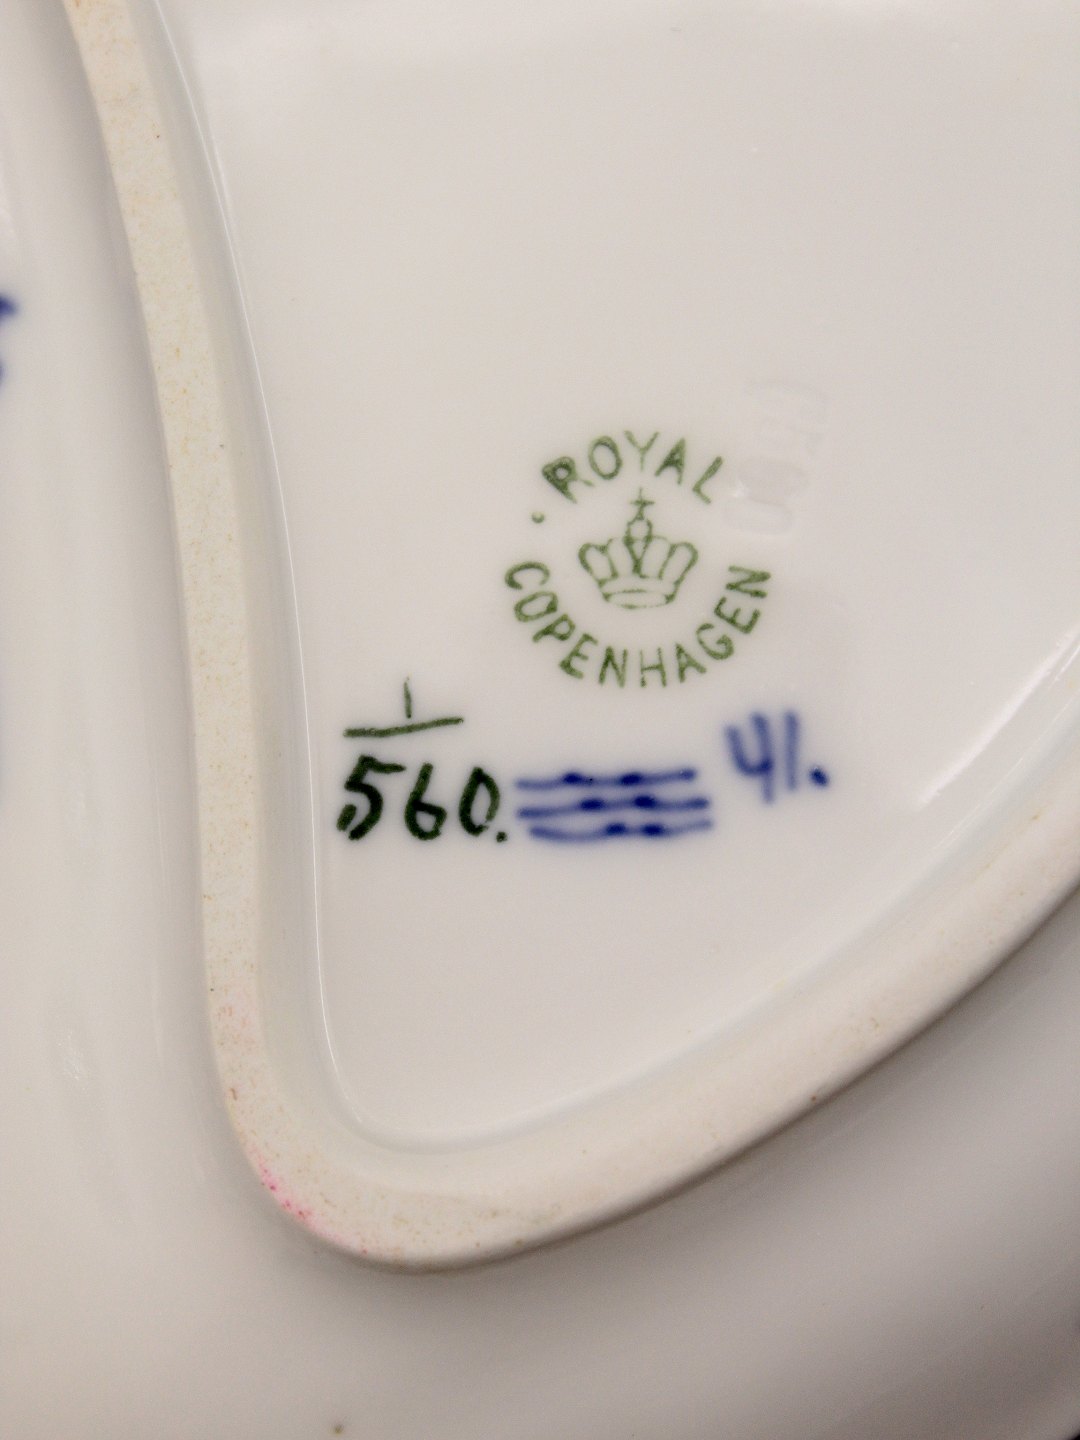 ROYAL
COPENHAGEN
1
560.
41.